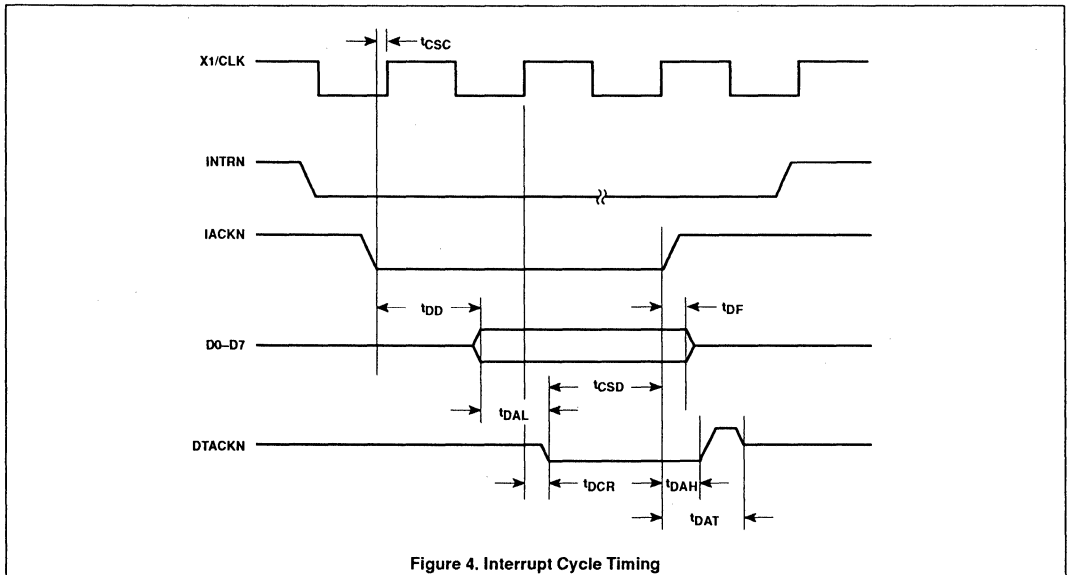 tCSC
X1/CLK
INTRN
IACKN
tDD
tDF
D0–D7
tCSD
tDAL
DTACKN
tDCR
tDAH
tDAT
Figure 4. Interrupt Cycle Timing